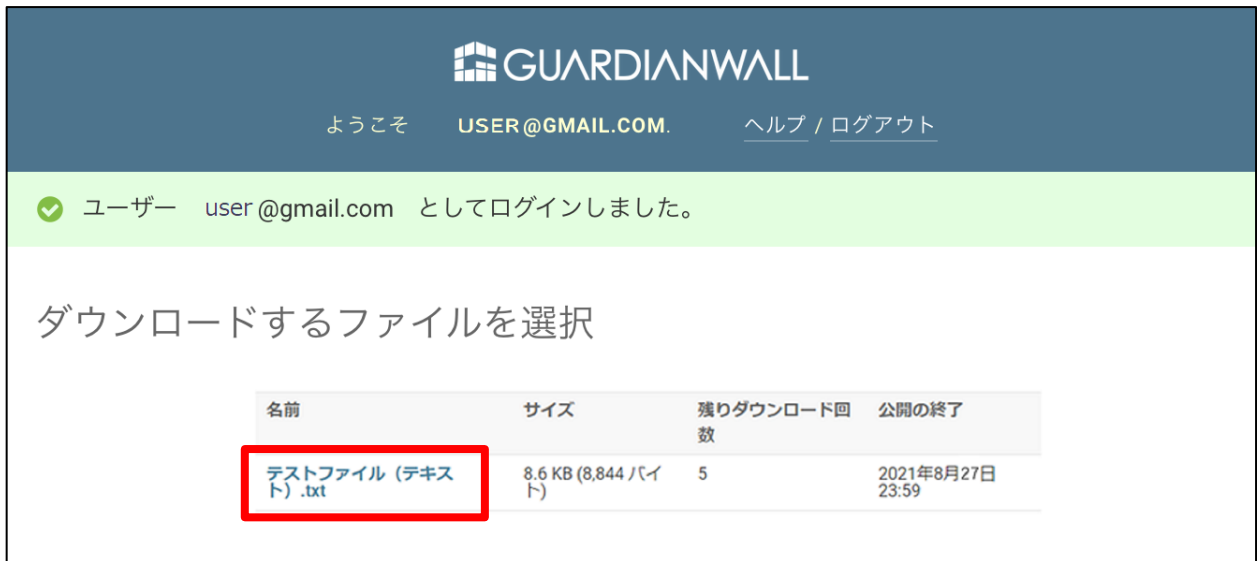 GUARDIANWALL
ようこそ USER@GMAIL.COM. ヘルプ / ログアウト
ユーザー user@gmail.com としてログインしました。
ダウンロードするファイルを選択
名前 サイズ 残りダウンロード回 公開の終了
数
テストファイル（テキス 8.6 KB (8,844 バイ 5 2021年8月27日
ト）.txt ト) 23:59